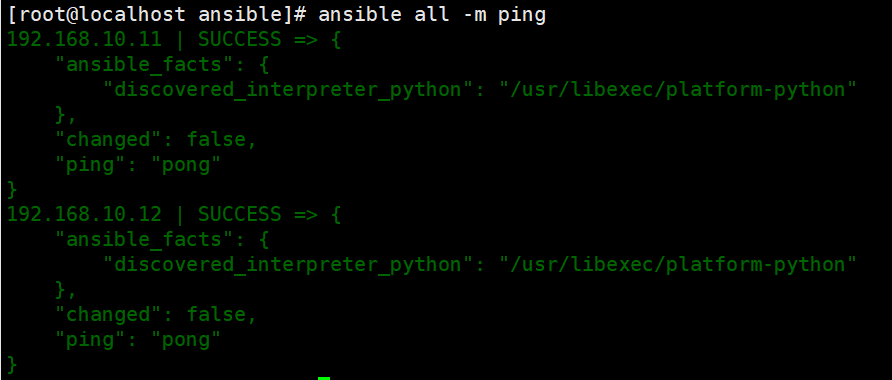 [root@localhost ansible]# ansible all -m ping
192.168.10.11 | SUCCESS => {
    "ansible_facts": {
        "discovered_interpreter_python": "/usr/libexec/platform-python"
    },
    "changed": false,
    "ping": "pong"
}
192.168.10.12 | SUCCESS => {
    "ansible_facts": {
        "discovered_interpreter_python": "/usr/libexec/platform-python"
    },
    "changed": false,
    "ping": "pong"
}